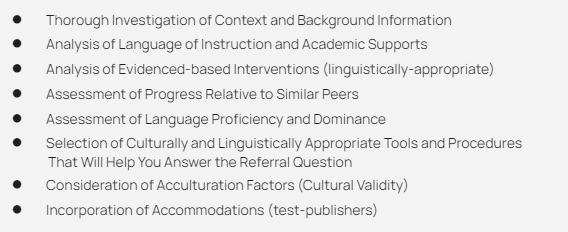 ● Thorough Investigation of Context and Background Information
● Analysis of Language of Instruction and Academic Supports
● Analysis of Evidenced-based Interventions (linguistically-appropriate)
● Assessment of Progress Relative to Similar Peers
● Assessment of Language Proficiency and Dominance
● Selection of Culturally and Linguistically Appropriate Tools and Procedures
That Will Help You Answer the Referral Question
● Consideration of Acculturation Factors (Cultural Validity)
● Incorporation of Accommodations (test-publishers)